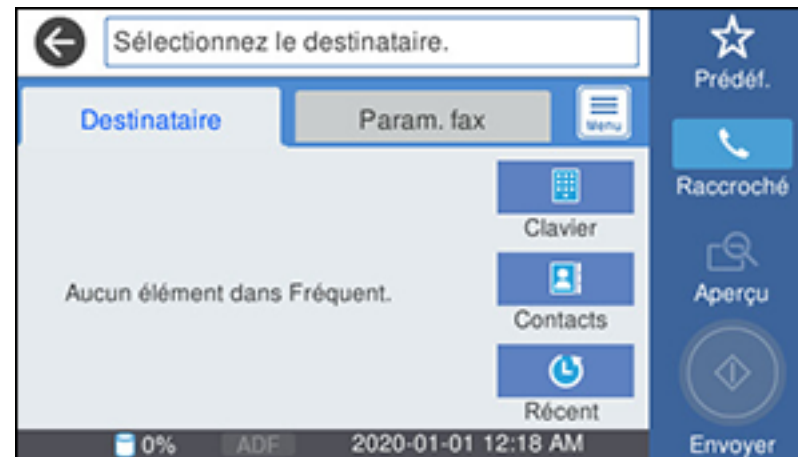 Sélectionnez le destinataire.
Prédéf.
Destinataire
Param. fax
Menu
Raccroché
Clavier
Aucun élément dans Fréquent.
Aperçu
Contacts
Récent
0%
ADF
2020-01-01 12:18 AM
Envoyer